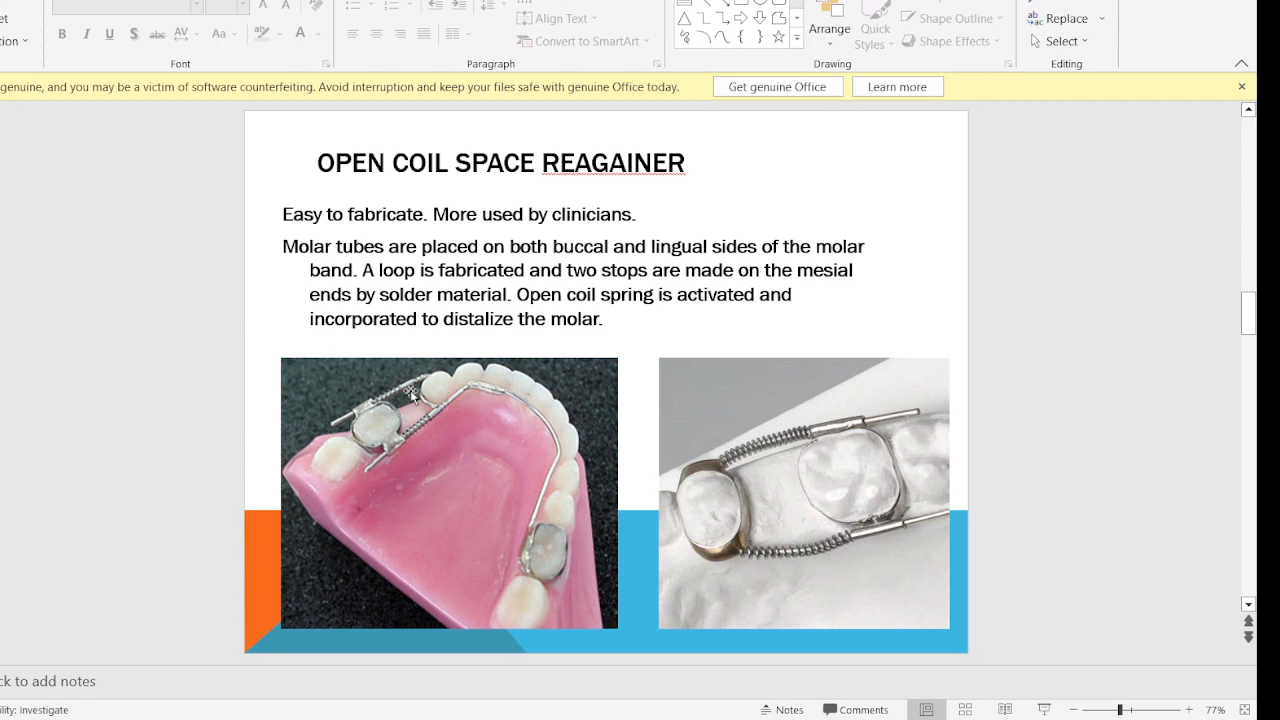 Align Text
Convert to SmartArt
Arrange
Quick
Styles
Shape Outline
Shape Effects
Replace
Select
B I U S abc AV Aa A
Font
Paragraph
Drawing
Editing
genuine, and you may be a victim of software counterfeiting. Avoid interruption and keep your files safe with genuine Office today.
Get genuine Office
Learn more
OPEN COIL SPACE REAGAINER
Easy to fabricate. More used by clinicians.
Molar tubes are placed on both buccal and lingual sides of the molar
band. A loop is fabricated and two stops are made on the mesial
ends by solder material. Open coil spring is activated and
incorporated to distalize the molar.
ck to add notes
ility: Investigate
Notes
Comments
77%